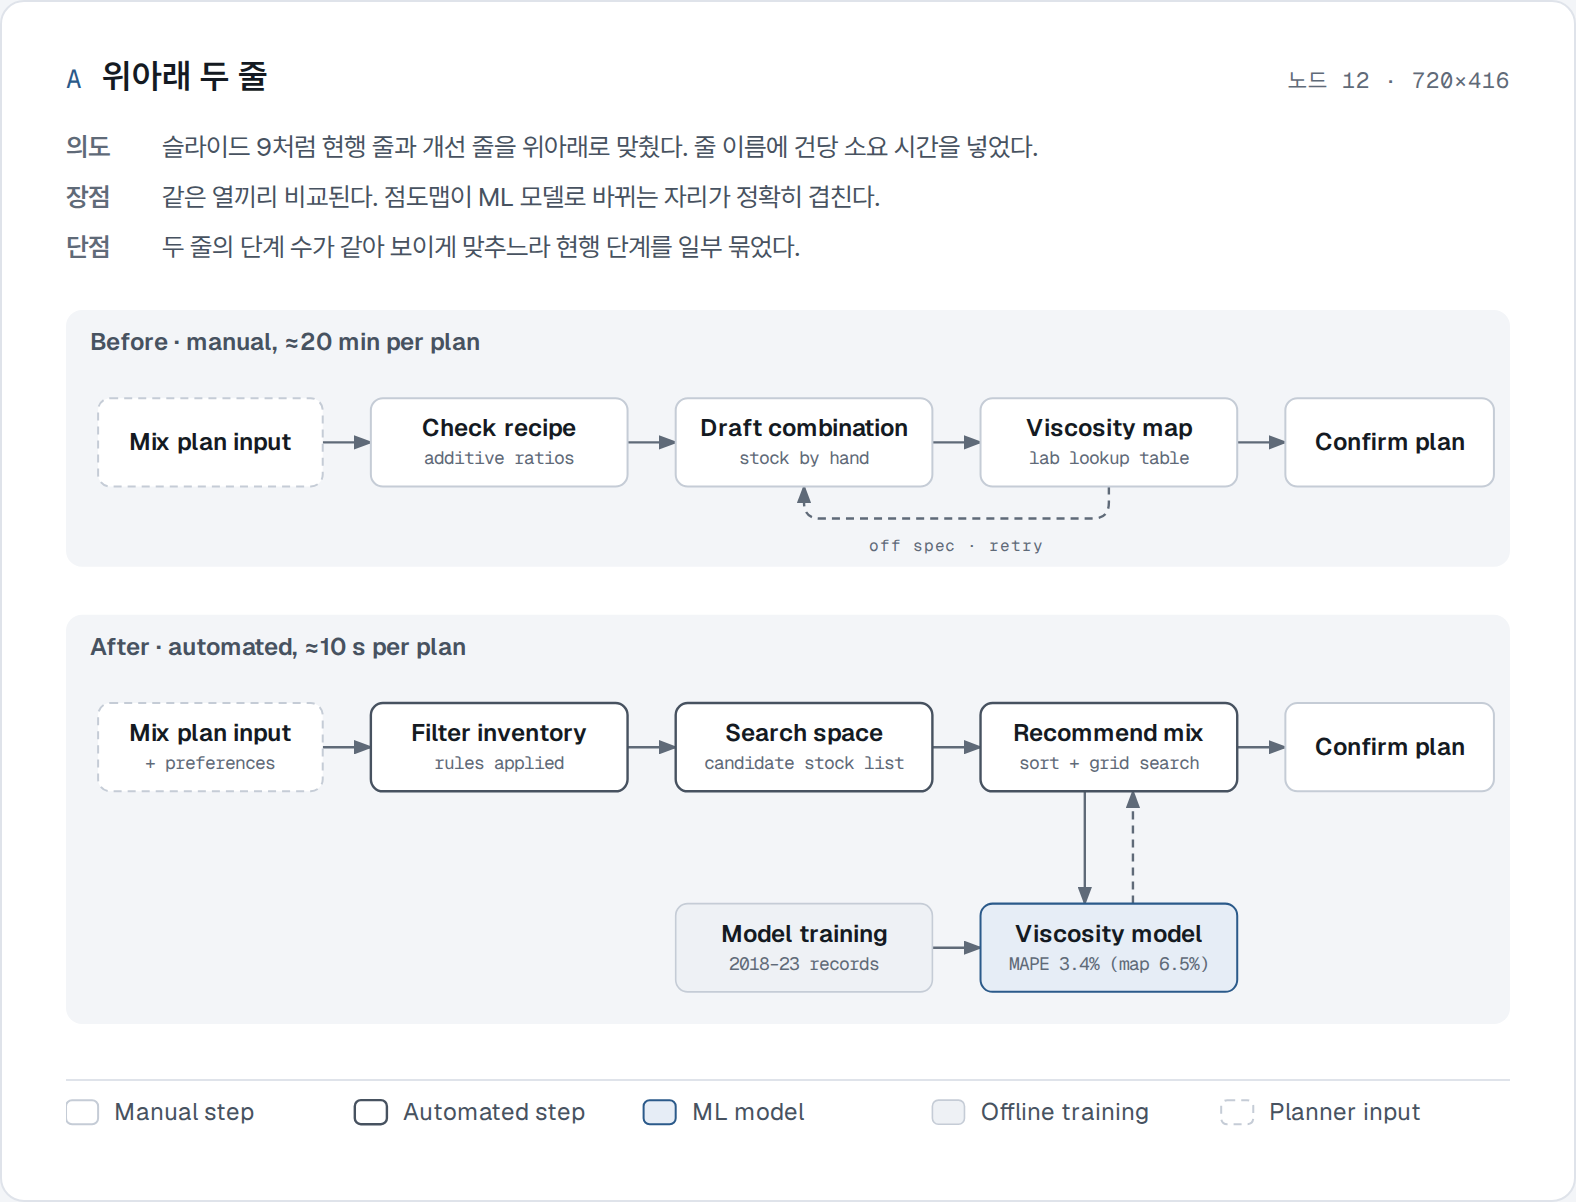 A 위아래 두 줄
노드 12 · 720×416
의도 슬라이드 9처럼 현행 줄과 개선 줄을 위아래로 맞췄다. 줄 이름에 건당 소요 시간을 넣었다.
장점 같은 열끼리 비교된다. 점도맵이 ML 모델로 바뀌는 자리가 정확히 겹친다.
단점 두 줄의 단계 수가 같아 보이게 맞추느라 현행 단계를 일부 묶었다.
Before · manual, ≈20 min per plan
Mix plan input
Check recipe
additive ratios
Draft combination
stock by hand
Viscosity map
lab lookup table
Confirm plan
off spec · retry
After · automated, ≈10 s per plan
Mix plan input
+ preferences
Filter inventory
rules applied
Search space
candidate stock list
Recommend mix
sort + grid search
Confirm plan
Model training
2018–23 records
Viscosity model
MAPE 3.4% (map 6.5%)
Manual step
Automated step
ML model
Offline training
Planner input